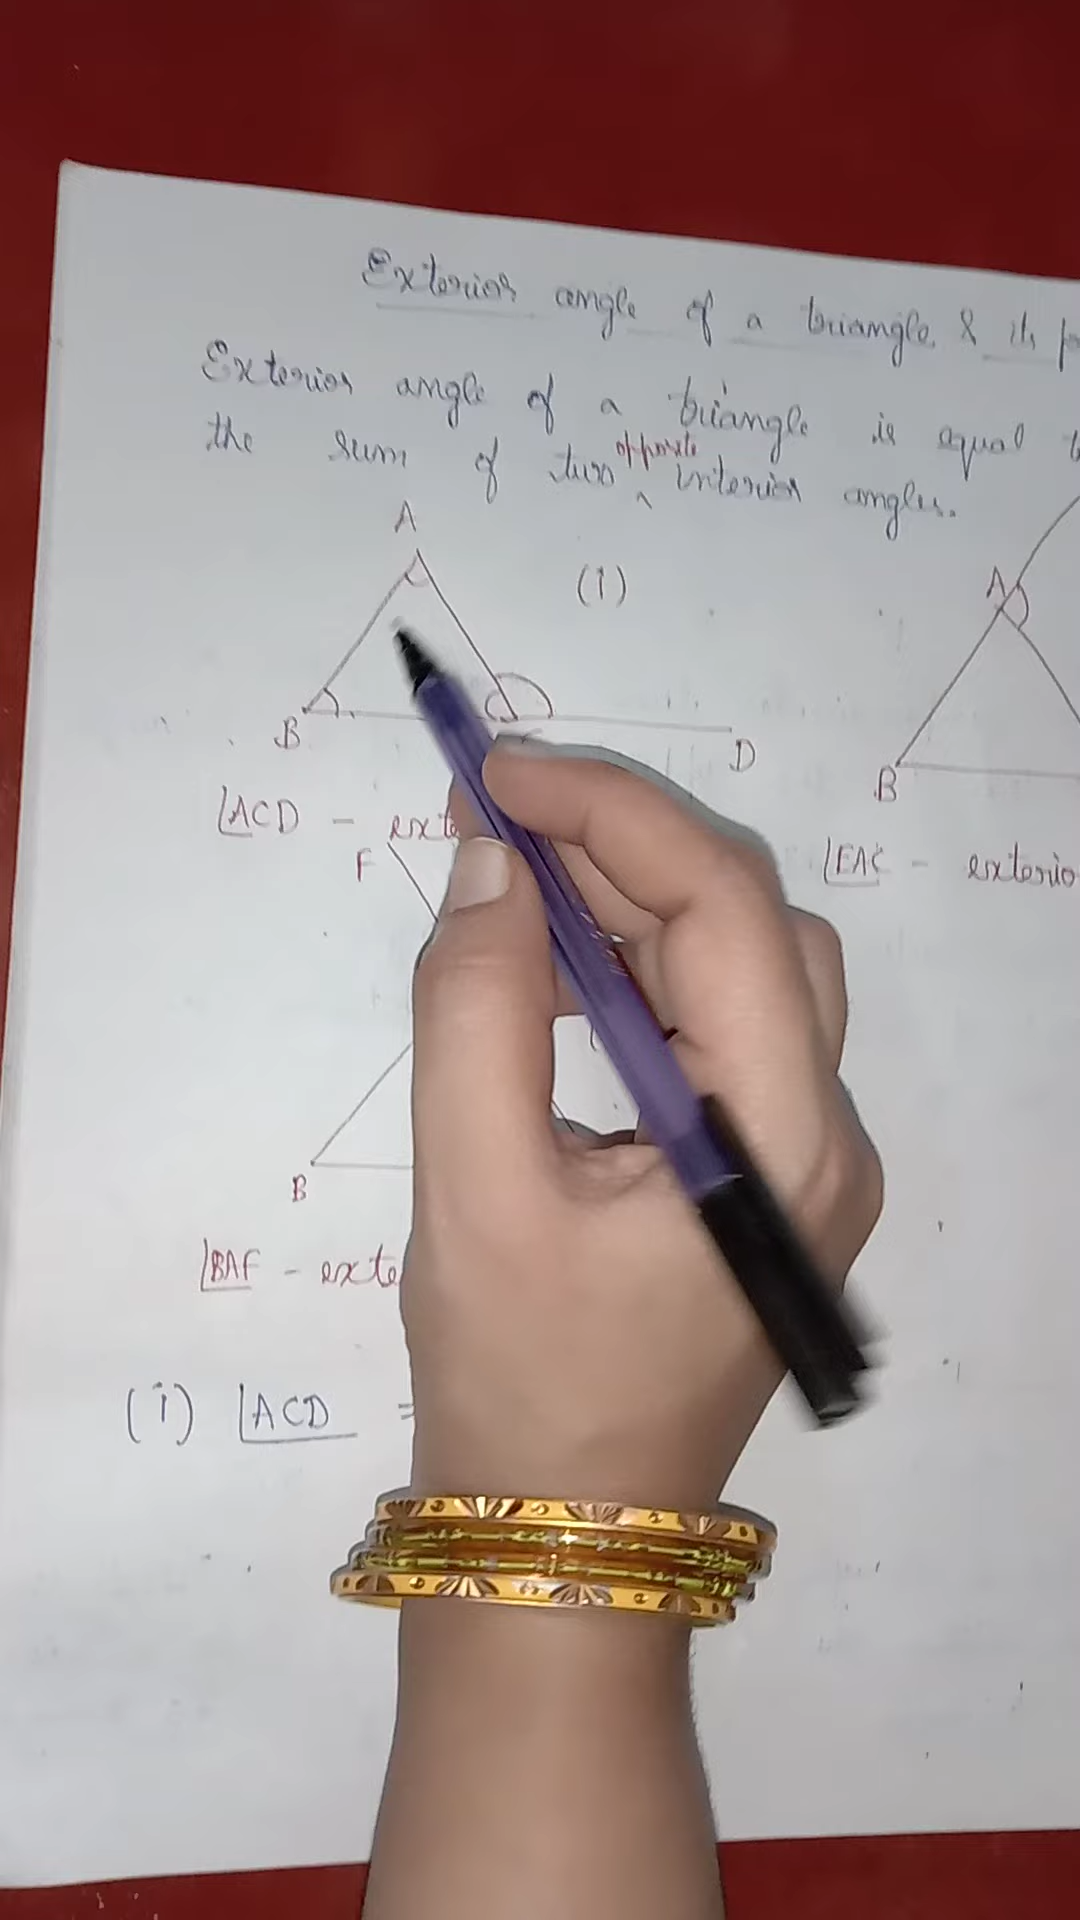 Exterior angle of a triangle & its
Exterior angle of a triangle is equal
the sum of two opposite interior angles.
A
(i)
A
B
D
B
∠ACD - exte
∠EAC - exterio
F
B
∠BAF - exte
(i) ∠ACD =